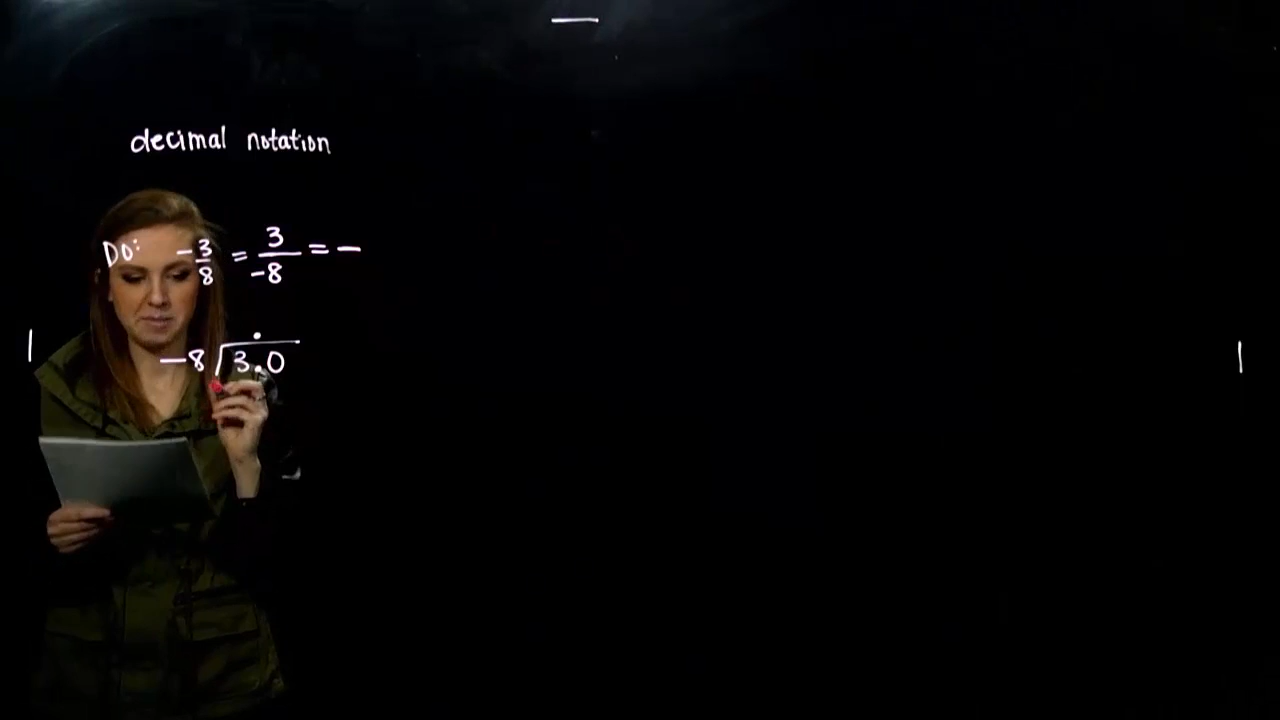 decimal notation
Do: -3/8 = 3/-8 = -
-8 √3.0